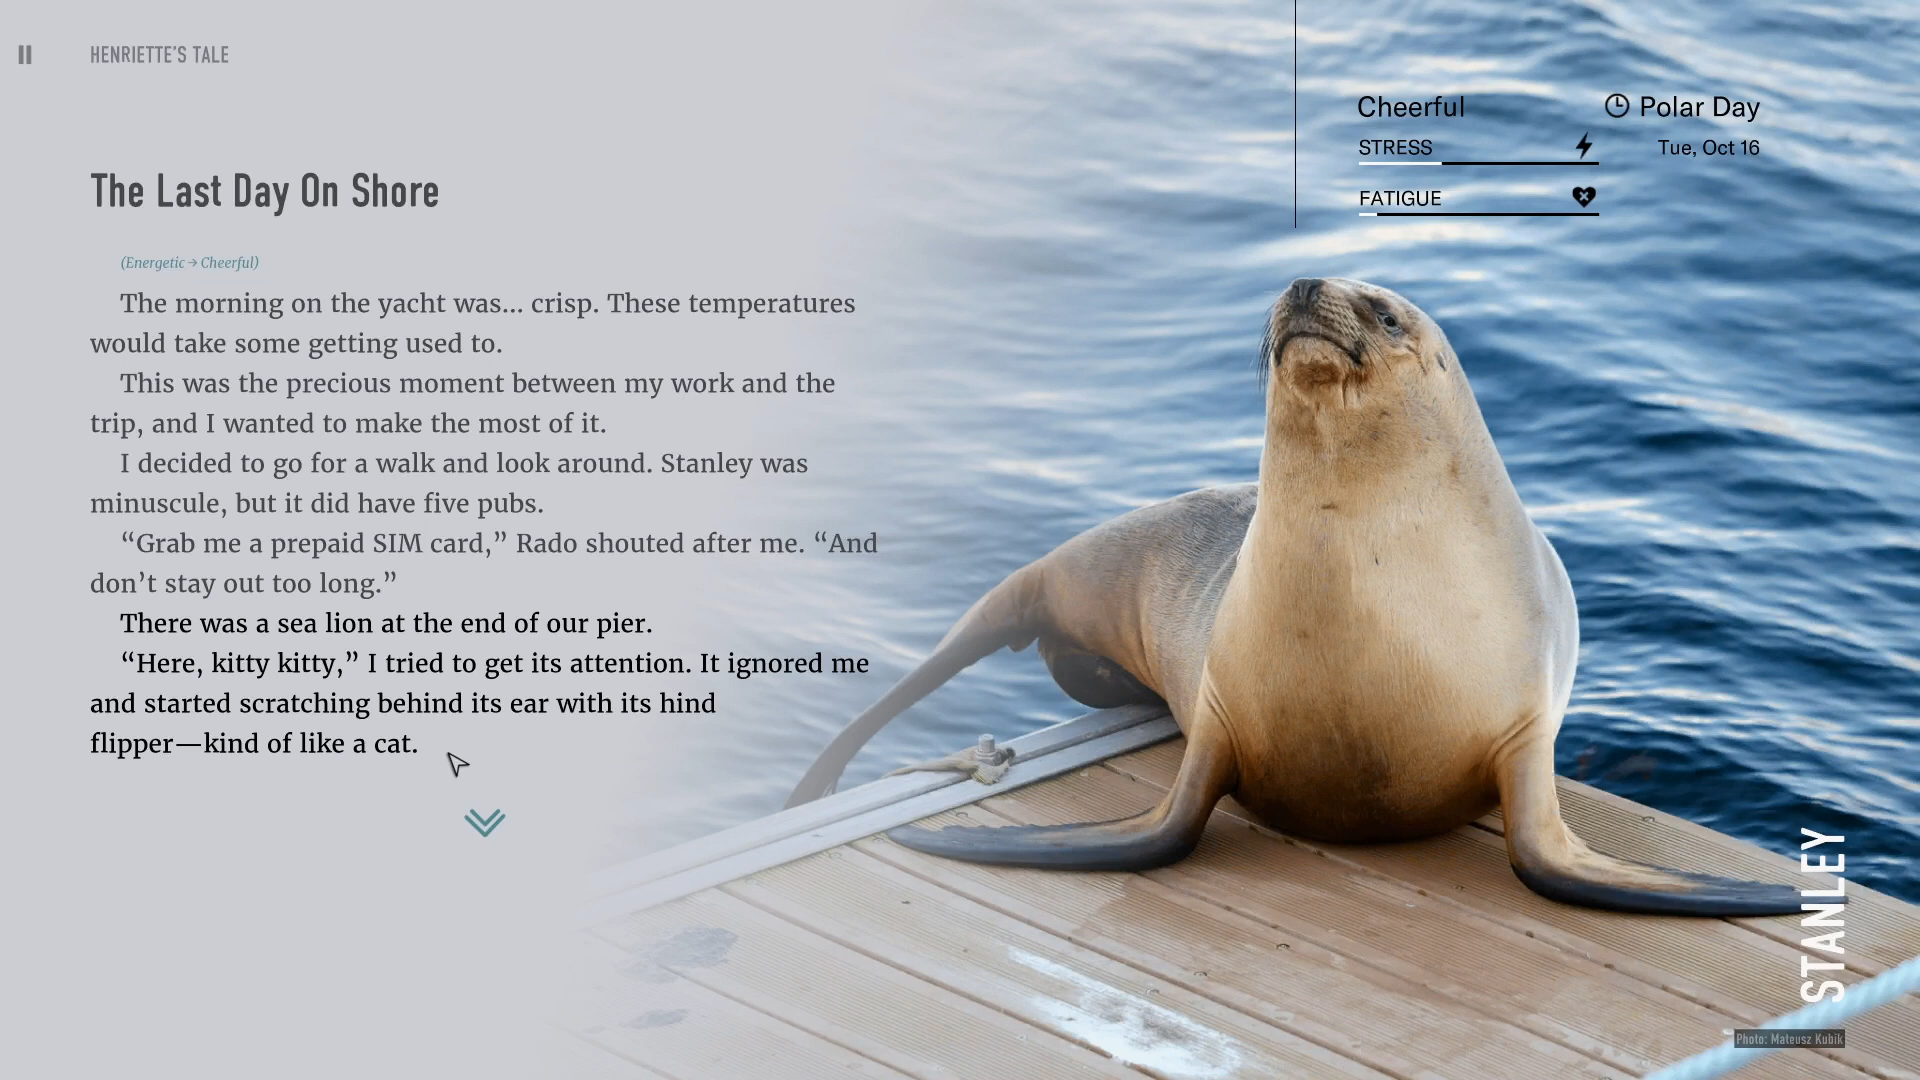 HENRIETTE'S TALE
The Last Day On Shore
(Energetic → Cheerful)
The morning on the yacht was... crisp. These temperatures
would take some getting used to.
This was the precious moment between my work and the
trip, and I wanted to make the most of it.
I decided to go for a walk and look around. Stanley was
minuscule, but it did have five pubs.
“Grab me a prepaid SIM card,” Rado shouted after me. “And
don’t stay out too long.”
There was a sea lion at the end of our pier.
“Here, kitty kitty,” I tried to get its attention. It ignored me
and started scratching behind its ear with its hind
flipper—kind of like a cat.
Cheerful
Polar Day
STRESS
Tue, Oct 16
FATIGUE
STANLEY
Photo: Mateusz Kubik